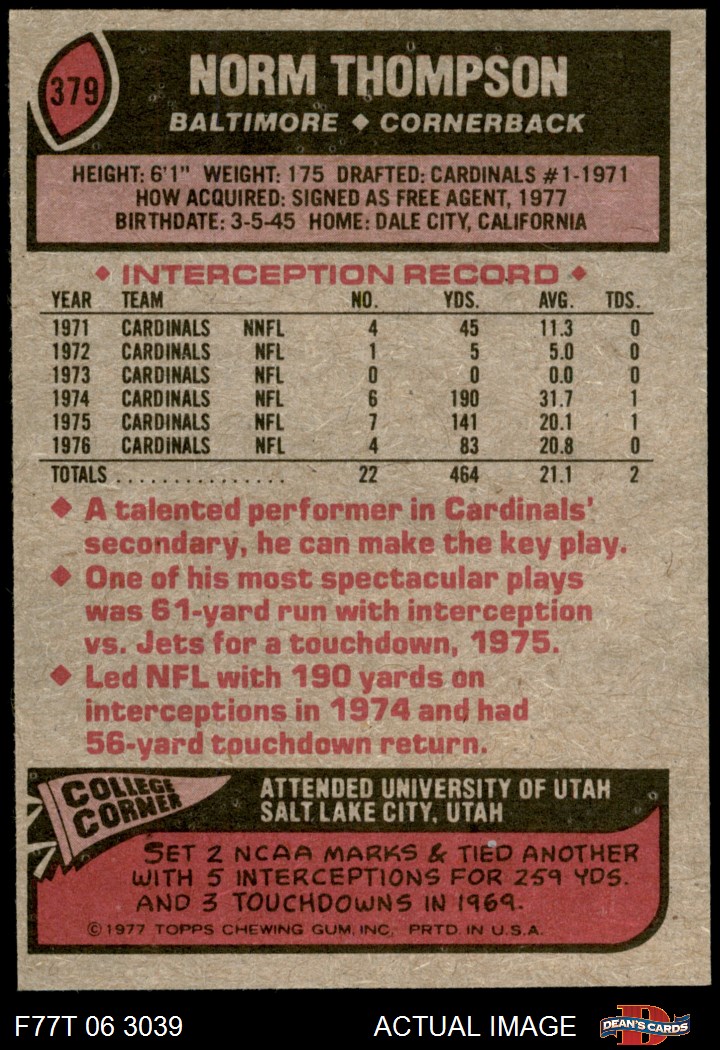 379
NORM THOMPSON
BALTIMORE ◆ CORNERBACK
HEIGHT: 6'1" WEIGHT: 175 DRAFTED: CARDINALS #1-1971
HOW ACQUIRED: SIGNED AS FREE AGENT, 1977
BIRTHDATE: 3-5-45 HOME: DALE CITY, CALIFORNIA
◆ INTERCEPTION RECORD ◆
YEAR TEAM NO. YDS. AVG. TDS.
1971 CARDINALS NNFL 4 45 11.3 0
1972 CARDINALS NFL 1 5 5.0 0
1973 CARDINALS NFL 0 0 0.0 0
1974 CARDINALS NFL 6 190 31.7 1
1975 CARDINALS NFL 7 141 20.1 1
1976 CARDINALS NFL 4 83 20.8 0
TOTALS . . . . . . . . . . . . . . . 22 464 21.1 2
◆ A talented performer in Cardinals'
secondary, he can make the key play.
◆ One of his most spectacular plays
was 61-yard run with interception
vs. Jets for a touchdown, 1975.
◆ Led NFL with 190 yards on
interceptions in 1974 and had
56-yard touchdown return.
COLLEGE
CORNER
ATTENDED UNIVERSITY OF UTAH
SALT LAKE CITY, UTAH
SET 2 NCAA MARKS & TIED ANOTHER
WITH 5 INTERCEPTIONS FOR 259 YDS.
AND 3 TOUCHDOWNS IN 1969.
©1977 TOPPS CHEWING GUM, INC. PRTD. IN U.S.A.
F77T 06 3039 ACTUAL IMAGE D DEAN'S CARDS